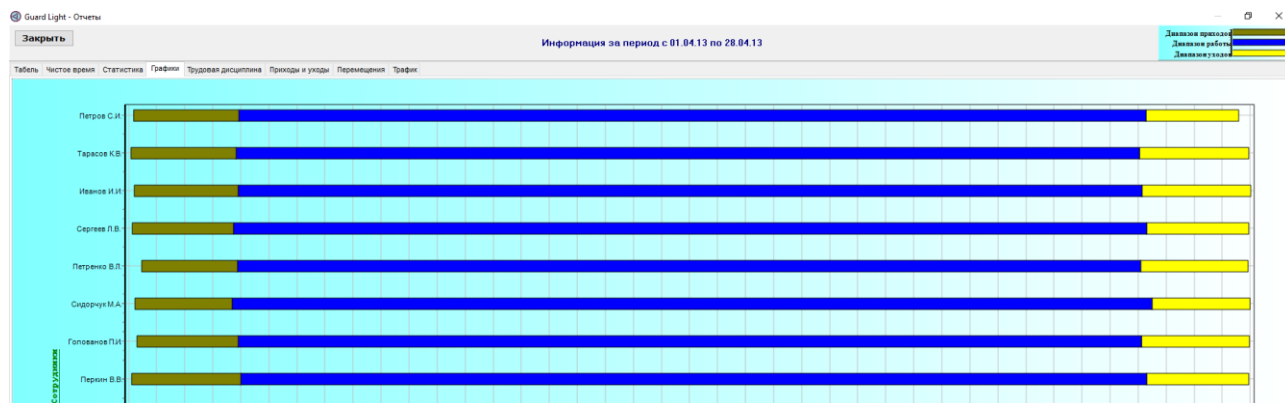 Guard Light - Отчеты
Закрыть
Информация за период с 01.04.13 по 28.04.13
Диапазон приходов
Диапазон работы
Диапазон уходов
Табель Чистое время Статистика Графики Трудовая дисциплина Приходы и уходы Перемещения Трафик
Петров С.И.
Тарасов К.В.
Иванов И.И.
Сергеев Л.В.
Петренко В.Л.
Сидорчук М.А.
Голованов П.И.
Перкин В.В.
Сотрудники